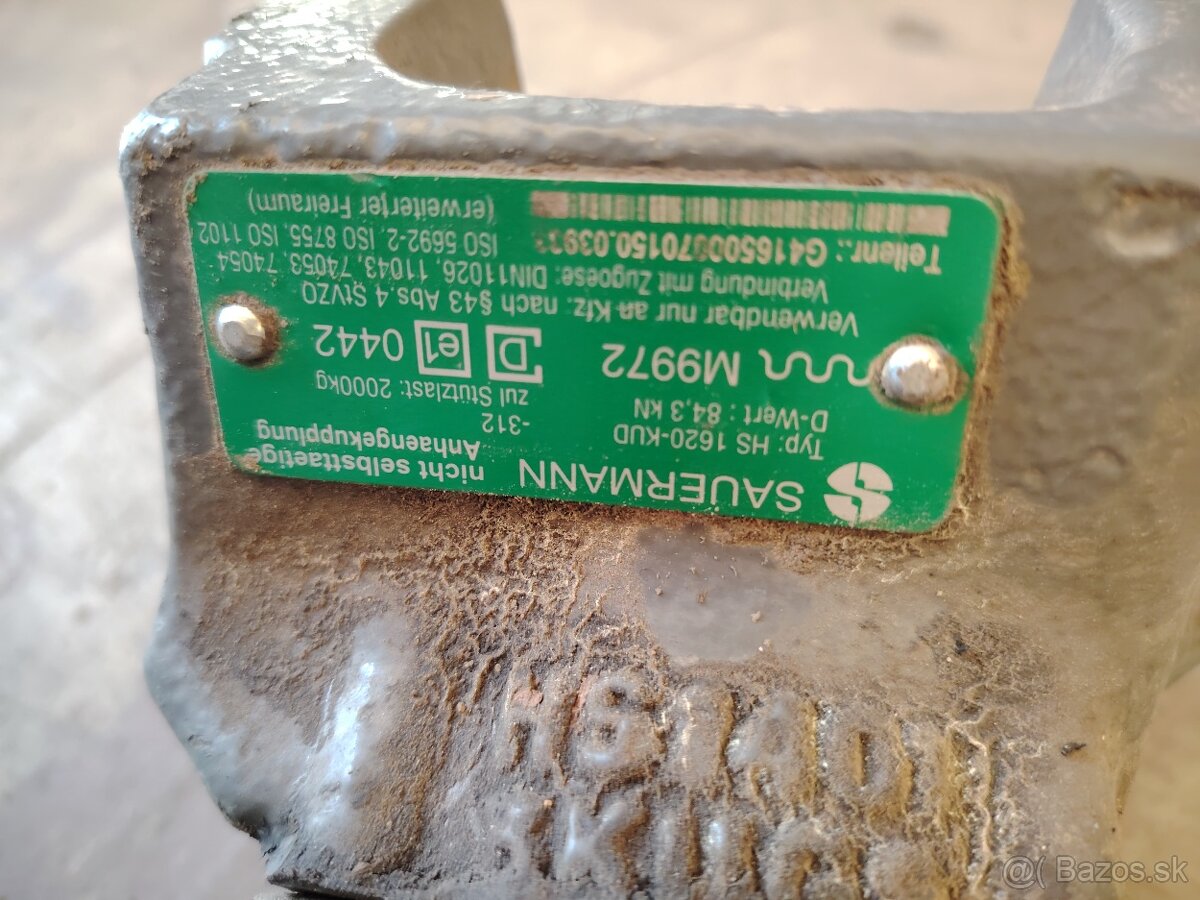 SAUERMANN
nicht selbsttaetige
Anhaengekupplung
Typ: HS 1620-KUD
-312
D-Wert : 84,3 kN
zul Stützlast: 2000kg
M9972
e1 0442
Verwendbar nur an Kfz. nach §43 Abs.4 StVZO
Verbindung mit Zugoese: DIN11026, 11043, 74053, 74054
ISO 5692-2, ISO 8755, ISO 1102
(erweiterter Freiraum)
Teilenr.:
Bazos.sk